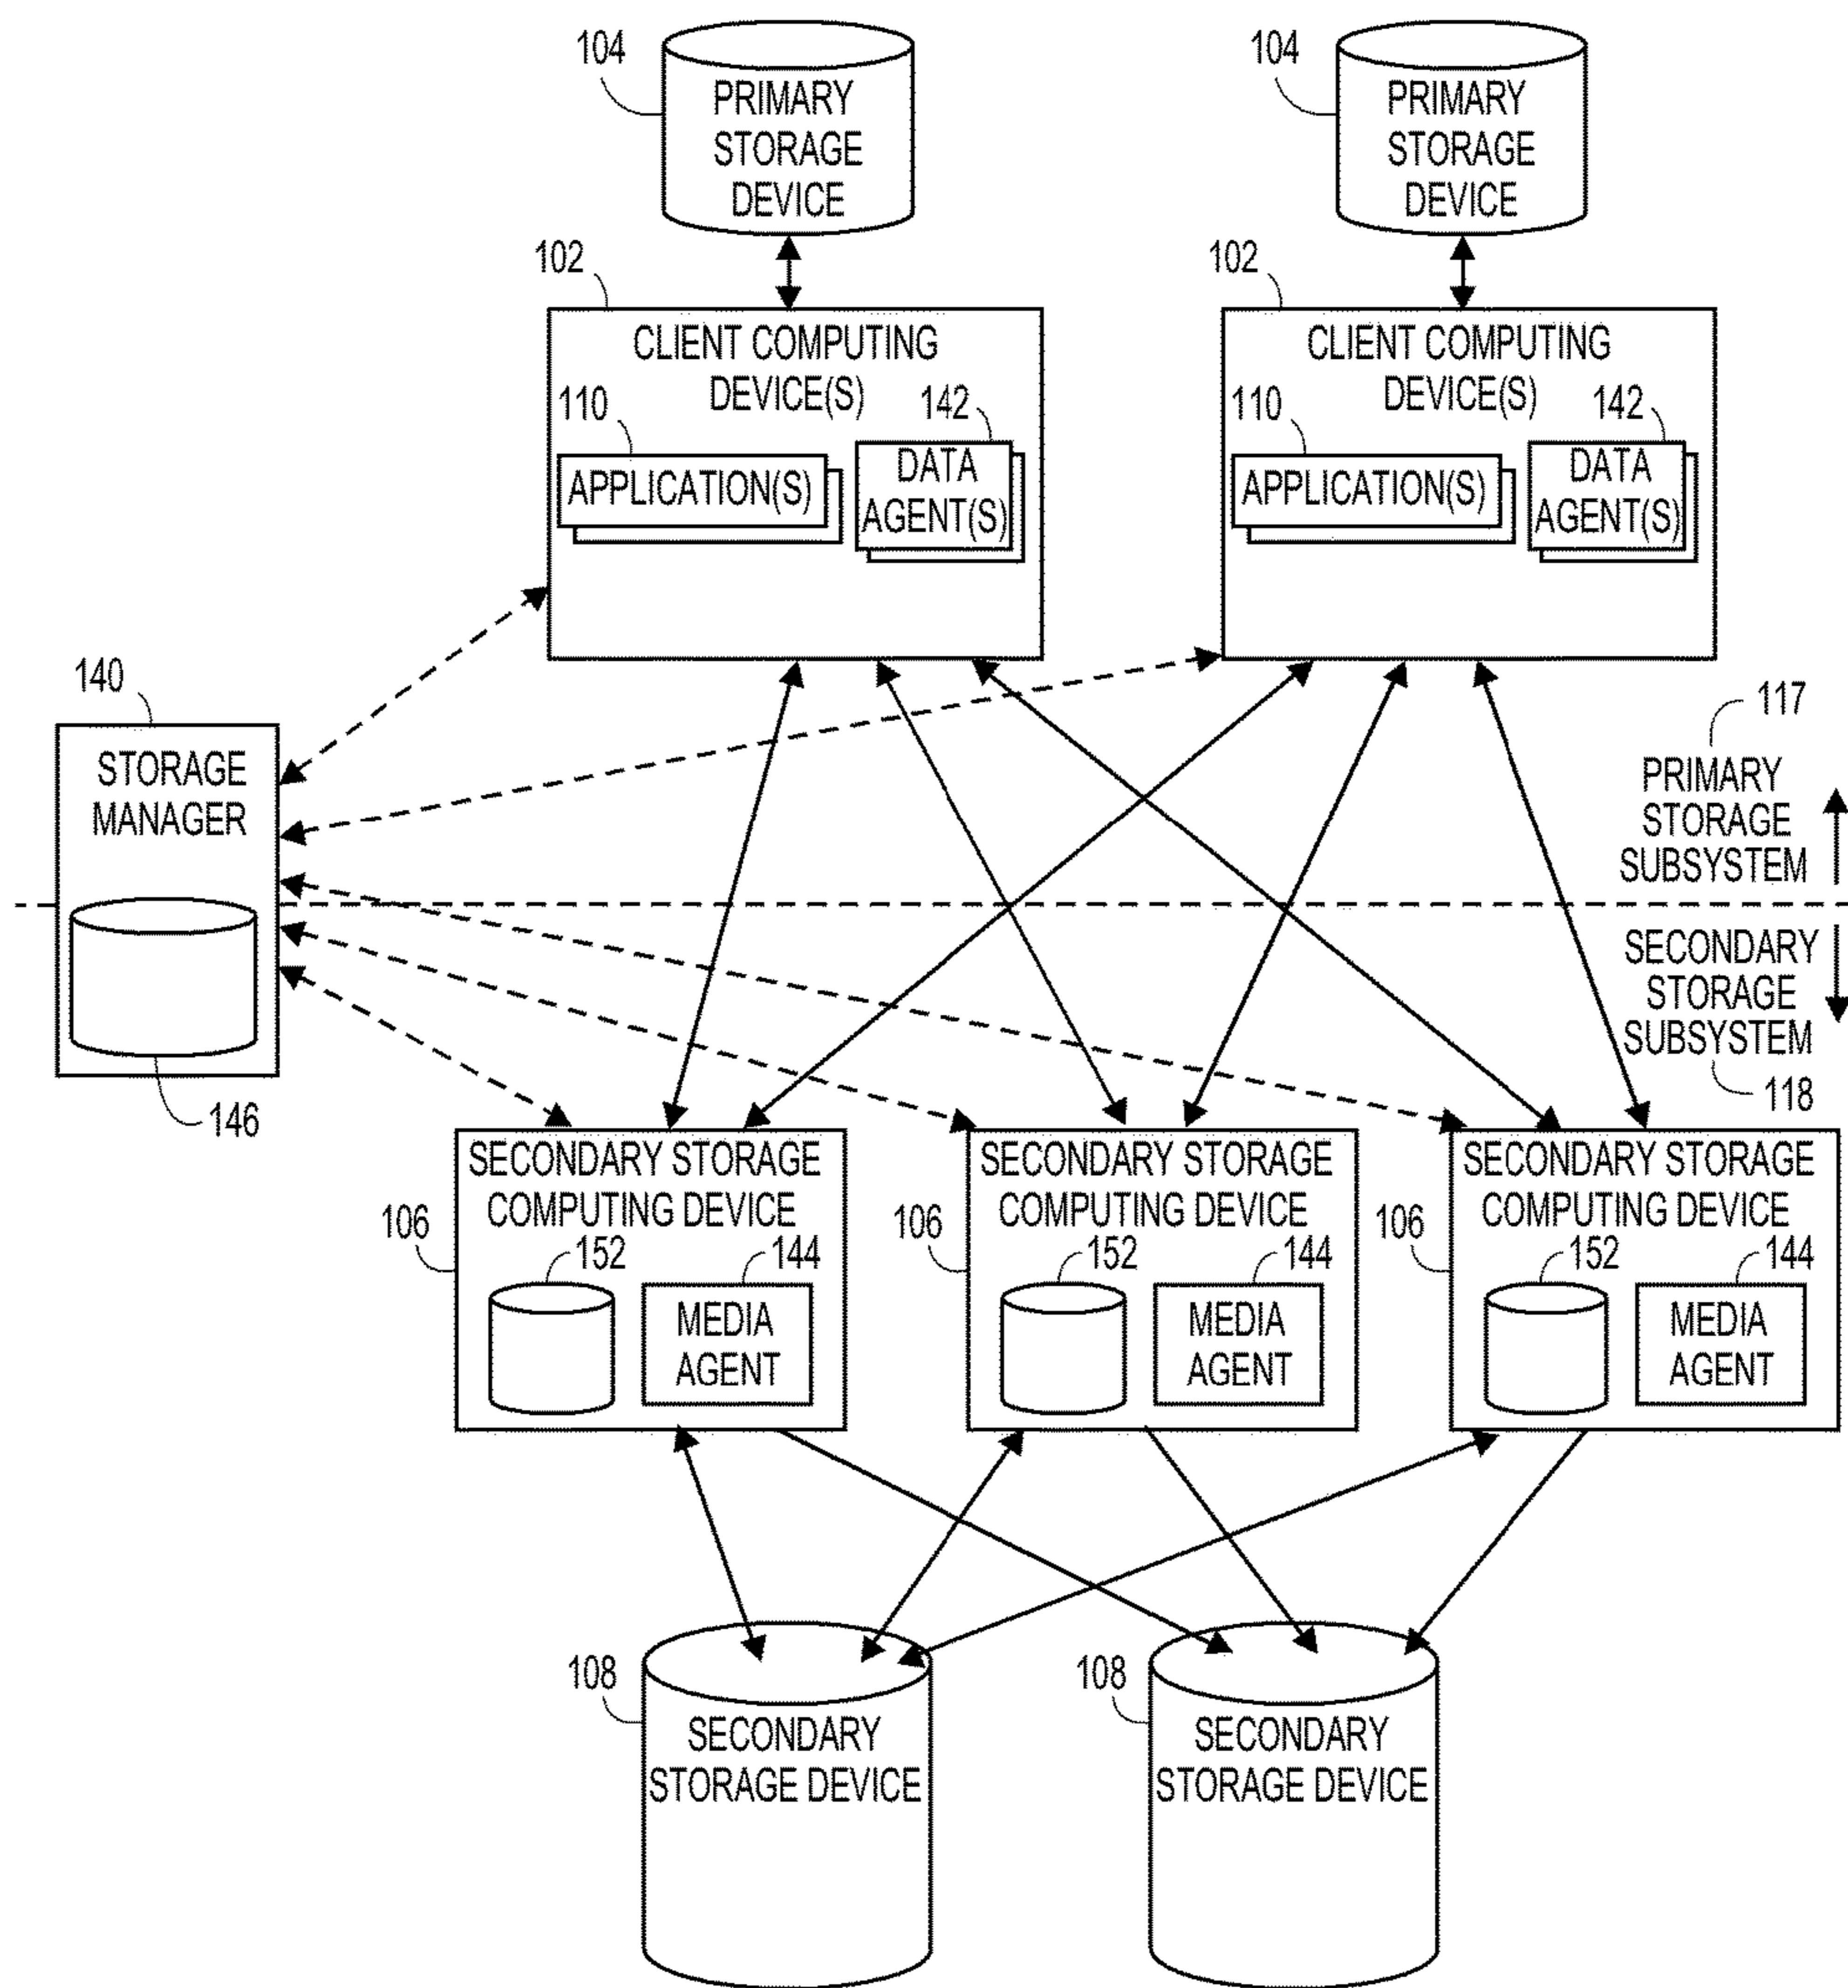 104
PRIMARY
STORAGE
DEVICE
104
PRIMARY
STORAGE
DEVICE
102
CLIENT COMPUTING
DEVICE(S)
110
142
APPLICATION(S)
DATA
AGENT(S)
102
CLIENT COMPUTING
DEVICE(S)
110
142
APPLICATION(S)
DATA
AGENT(S)
140
STORAGE
MANAGER
146
117
PRIMARY
STORAGE
SUBSYSTEM
SECONDARY
STORAGE
SUBSYSTEM
118
SECONDARY STORAGE
COMPUTING DEVICE
106
152
144
MEDIA
AGENT
SECONDARY STORAGE
COMPUTING DEVICE
106
152
144
MEDIA
AGENT
SECONDARY STORAGE
COMPUTING DEVICE
106
152
144
MEDIA
AGENT
108
SECONDARY
STORAGE DEVICE
108
SECONDARY
STORAGE DEVICE